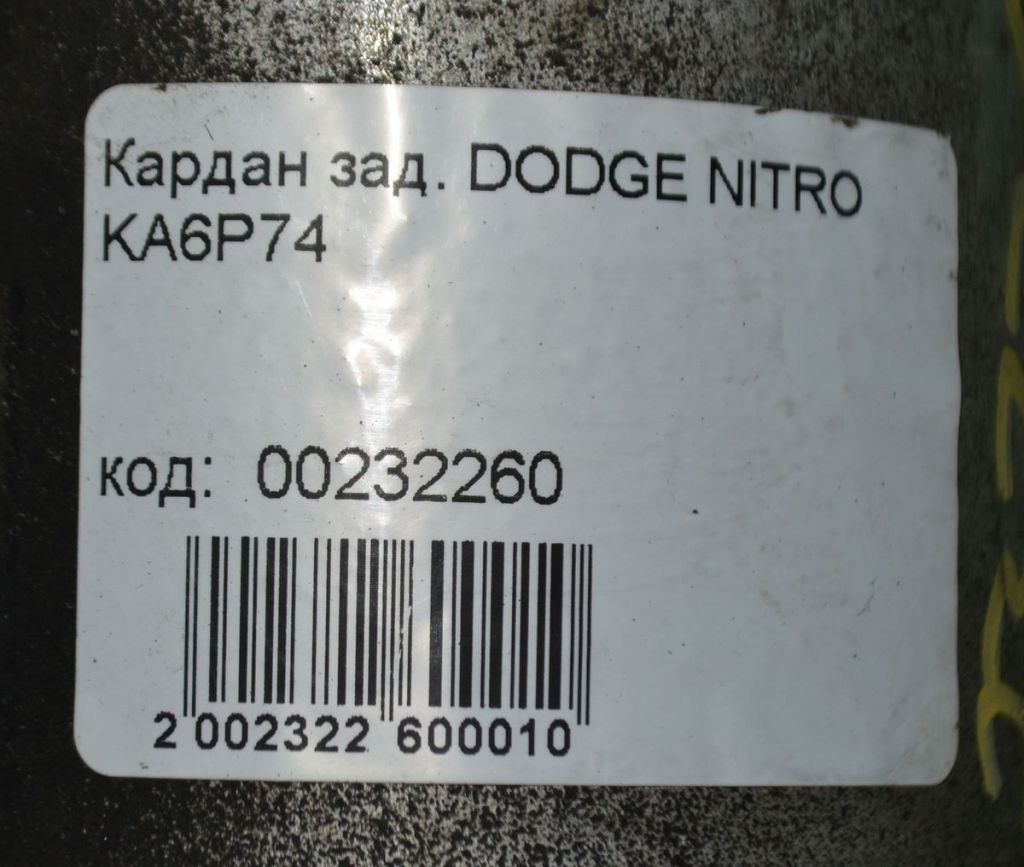 Кардан зад. DODGE NITRO
KA6P74
код: 00232260
2 002322 600010